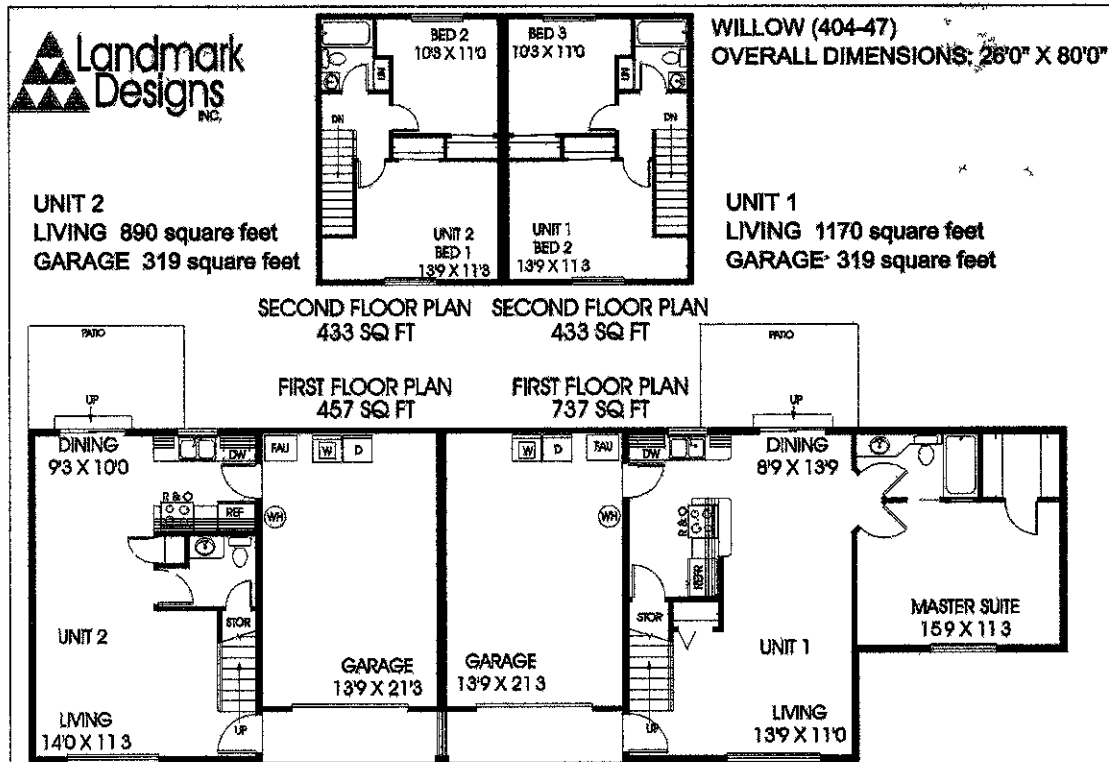 Landmark
Designs
INC.
WILLOW (404-47)
OVERALL DIMENSIONS: 28'0" X 80'0"
UNIT 2
LIVING 890 square feet
GARAGE 319 square feet
UNIT 1
LIVING 1170 square feet
GARAGE 319 square feet
BED 2
10'3 X 11'0
LIN
DN
UNIT 2
BED 1
13'9 X 11'3
BED 3
10'3 X 11'0
LIN
DN
UNIT 1
BED 2
13'9 X 11 3
SECOND FLOOR PLAN
433 SQ FT
SECOND FLOOR PLAN
433 SQ FT
PATIO
UP
FIRST FLOOR PLAN
457 SQ FT
FIRST FLOOR PLAN
737 SQ FT
PATIO
UP
DINING
9'3 X 10'0
DW
R & O
REF
STOR
UNIT 2
UP
LIVING
14'0 X 11 3
FAU
W
D
WH
GARAGE
13'9 X 21'3
W
D
FAU
WH
GARAGE
13'9 X 21 3
DW
DINING
8'9 X 13'9
R & O
REFR
STOR
UNIT 1
UP
LIVING
13'9 X 11'0
MASTER SUITE
15'9 X 11 3